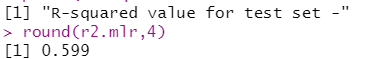 [1] "R-squared value for test set -"
> round(r2.mlr,4)
[1] 0.599